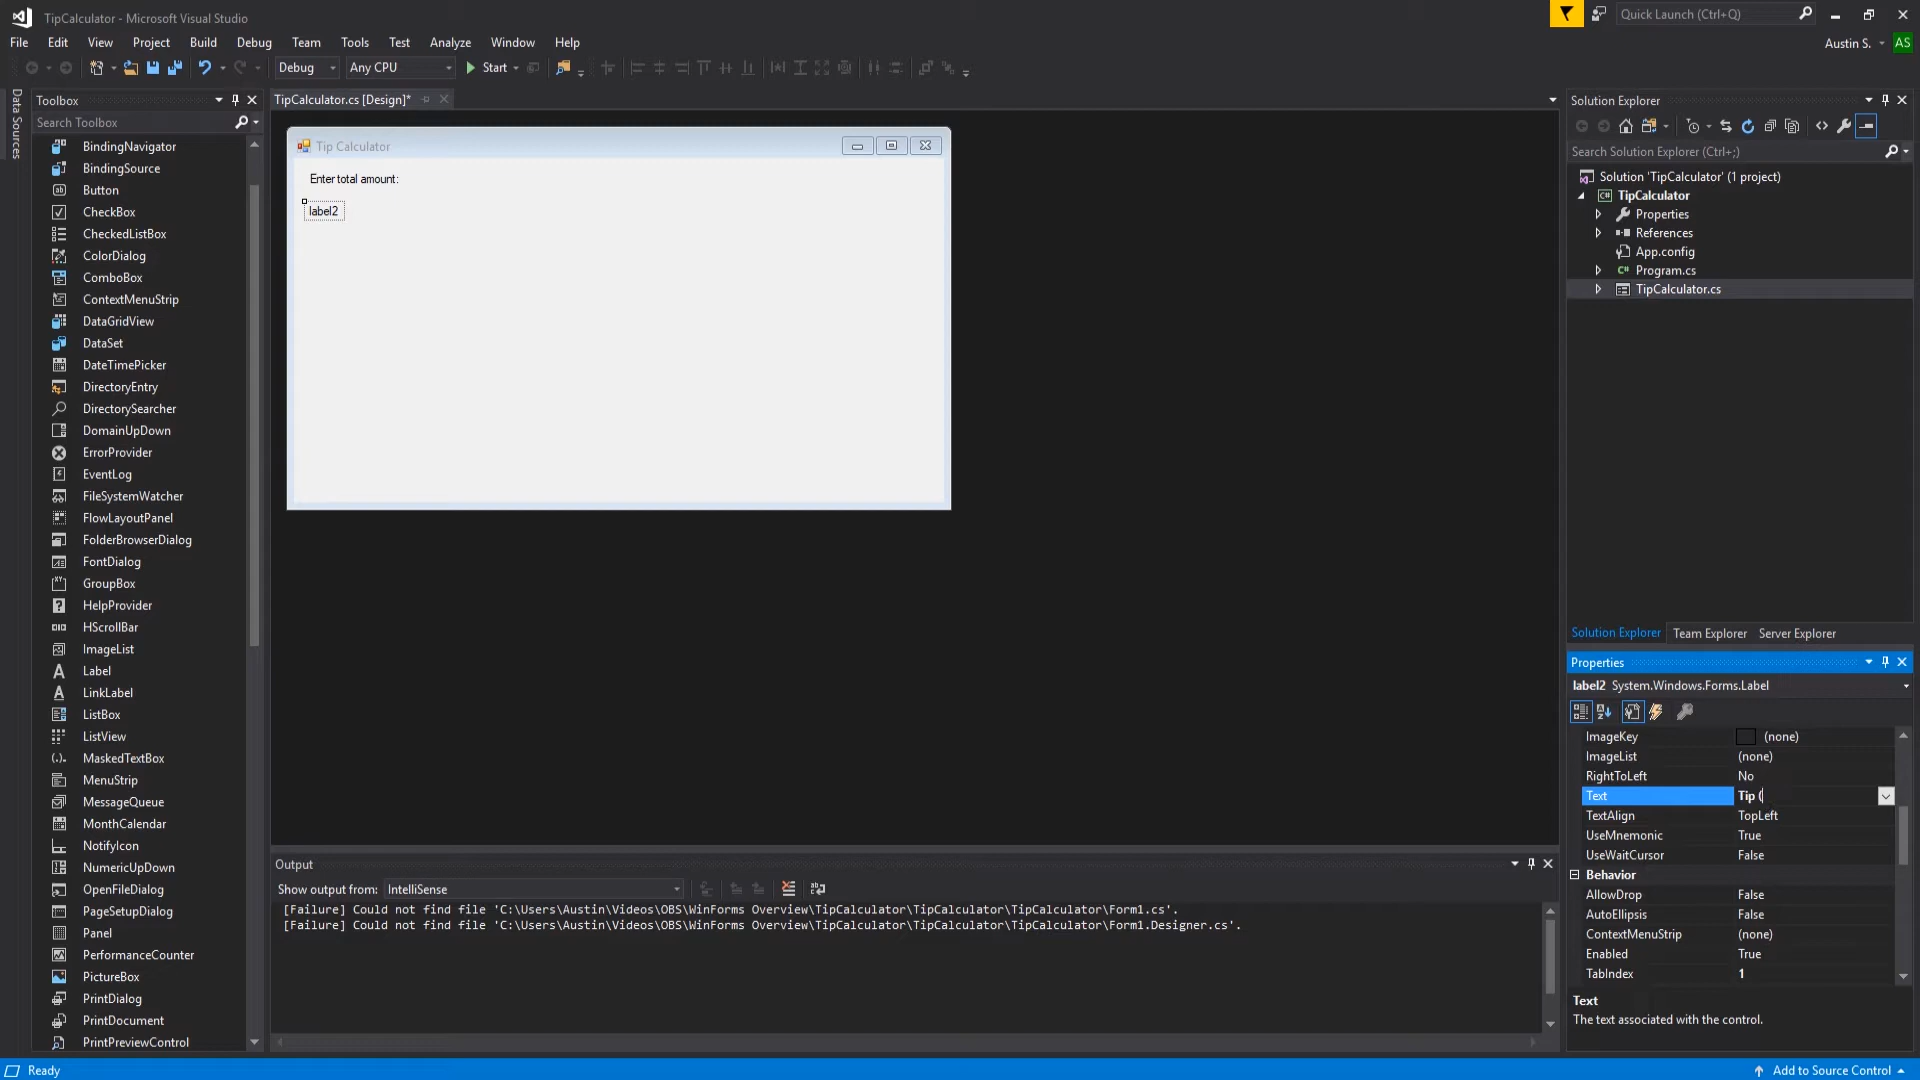 TipCalculator - Microsoft Visual Studio
Quick Launch (Ctrl+Q)
File Edit View Project Build Debug Team Tools Test Analyze Window Help
Austin S. AS
Debug Any CPU Start
Data Sources
Toolbox
Search Toolbox
BindingNavigator
BindingSource
Button
CheckBox
CheckedListBox
ColorDialog
ComboBox
ContextMenuStrip
DataGridView
DataSet
DateTimePicker
DirectoryEntry
DirectorySearcher
DomainUpDown
ErrorProvider
EventLog
FileSystemWatcher
FlowLayoutPanel
FolderBrowserDialog
FontDialog
GroupBox
HelpProvider
HScrollBar
ImageList
Label
LinkLabel
ListBox
ListView
MaskedTextBox
MenuStrip
MessageQueue
MonthCalendar
NotifyIcon
NumericUpDown
OpenFileDialog
PageSetupDialog
Panel
PerformanceCounter
PictureBox
PrintDialog
PrintDocument
PrintPreviewControl
TipCalculator.cs [Design]*
Tip Calculator
Enter total amount:
label2
Output
Show output from: IntelliSense
[Failure] Could not find file 'C:\Users\Austin\Videos\OBS\WinForms Overview\TipCalculator\TipCalculator\TipCalculator\Form1.cs'.
[Failure] Could not find file 'C:\Users\Austin\Videos\OBS\WinForms Overview\TipCalculator\TipCalculator\TipCalculator\Form1.Designer.cs'.
Solution Explorer
Search Solution Explorer (Ctrl+;)
Solution 'TipCalculator' (1 project)
TipCalculator
Properties
References
App.config
Program.cs
TipCalculator.cs
Solution Explorer Team Explorer Server Explorer
Properties
label2 System.Windows.Forms.Label
ImageKey (none)
ImageList (none)
RightToLeft No
Text Tip (
TextAlign TopLeft
UseMnemonic True
UseWaitCursor False
Behavior
AllowDrop False
AutoEllipsis False
ContextMenuStrip (none)
Enabled True
TabIndex 1
Text
The text associated with the control.
Ready
Add to Source Control